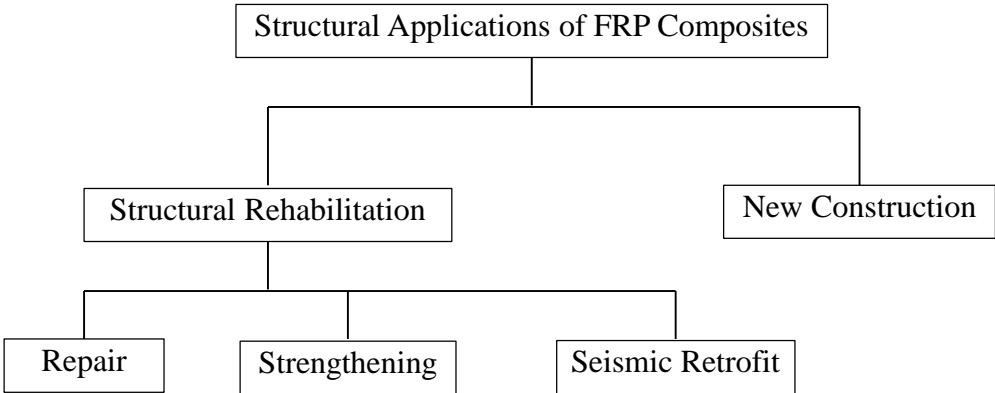 Structural Applications of FRP Composites
Structural Rehabilitation
New Construction
Repair
Strengthening
Seismic Retrofit